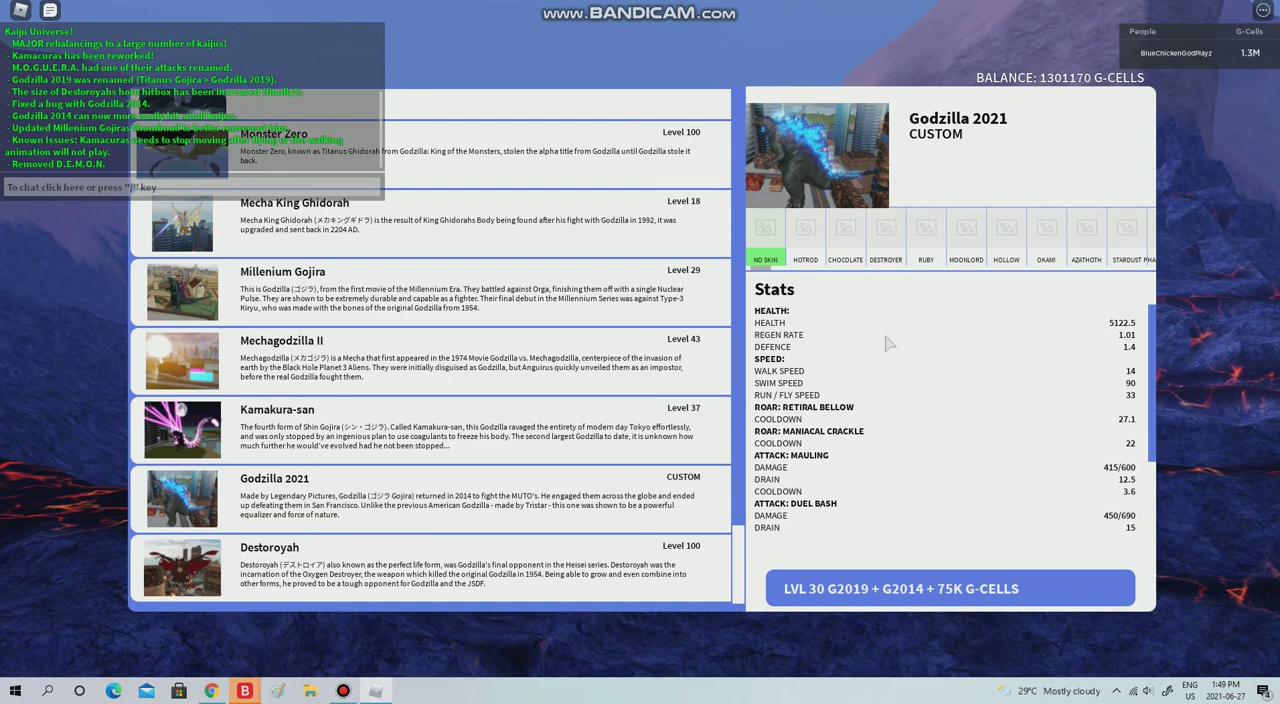 www.BANDICAM.com
Kaiju Universe!
- MAJOR rebalancings to a large number of kaijus!
- Kamacuras has been reworked!
- M.O.G.U.E.R.A. had one of their attacks renamed.
- Godzilla 2019 was renamed (Titanus Gojira > Godzilla 2019).
- The size of Destoroyahs horn hitbox has been increased (finally!).
- Fixed a bug with Godzilla 2014.
- Godzilla 2014 can now more easily hit small kaijus.
- Updated Millenium Gojiras thumbnail to better represent him.
- Known Issues: Kamacuras needs to stop moving after flying or the walking
animation will not play.
- Removed D.E.M.O.N.
To chat click here or press "/" key
People G-Cells
BlueChickenGodPlayz 1.3M
BALANCE: 1301170 G-CELLS
Monster Zero
Level 100
Monster Zero, known as Titanus Ghidorah from Godzilla: King of the Monsters, stolen the alpha title from Godzilla until Godzilla stole it
back.
Mecha King Ghidorah
Level 18
Mecha King Ghidorah (メカキングギドラ) is the result of King Ghidorahs Body being found after his fight with Godzilla in 1992, it was
upgraded and sent back in 2204 AD.
Millenium Gojira
Level 29
This is Godzilla (ゴジラ), from the first movie of the Millenium Era. They battled against Orga, finishing them off with a single Nuclear
Pulse. They are shown to be extremely durable and capable as a fighter. Their final debut in the Millenium Series was against Type-3
Kiryu, who was made with the bones of the original Godzilla from 1954.
Mechagodzilla II
Level 43
Mechagodzilla (メカゴジラ) is a Mecha that first appeared in the 1974 Movie Godzilla vs. Mechagodzilla, centerpiece of the invasion of
earth by the Black Hole Planet 3 Aliens. They were initially disguised as Godzilla, but Anguirus quickly unveiled them as an impostor,
before the real Godzilla fought them.
Kamakura-san
Level 37
The fourth form of Shin Gojira (シン・ゴジラ). Called Kamakura-san, this Godzilla ravaged the entirety of modern day Tokyo effortlessly,
and was only stopped by an ingenious plan to use coagulants to freeze his body. The second largest Godzilla to date, it is unknown how
much further he would've evolved had he not been stopped...
Godzilla 2021
CUSTOM
Made by Legendary Pictures, Godzilla (ゴジラ Gojira) returned in 2014 to fight the MUTO's. He engaged them across the globe and ended
up defeating them in San Francisco. Unlike the previous American Godzilla - made by Tristar - this one was shown to be a powerful
equalizer and force of nature.
Destoroyah
Level 100
Destoroyah (デストロイア) also known as the perfect life form, was Godzilla's final opponent in the Heisei series. Destoroyah was the
incarnation of the Oxygen Destroyer, the weapon which killed the original Godzilla in 1954. Being able to grow and even combine into
other forms, he proved to be a tough opponent for Godzilla and the JSDF.
Godzilla 2021
CUSTOM
NO SKIN HOTROD CHOCOLATE DESTROYER RUBY MOONLORD HOLLOW OKAMI AZATHOTH STARDUST PHA
Stats
HEALTH:
HEALTH 5122.5
REGEN RATE 1.01
DEFENCE 1.4
SPEED:
WALK SPEED 14
SWIM SPEED 90
RUN / FLY SPEED 33
ROAR: RETIRAL BELLOW
COOLDOWN 27.1
ROAR: MANIACAL CRACKLE
COOLDOWN 22
ATTACK: MAULING
DAMAGE 415/600
DRAIN 12.5
COOLDOWN 3.6
ATTACK: DUEL BASH
DAMAGE 450/690
DRAIN 15
LVL 30 G2019 + G2014 + 75K G-CELLS
29°C Mostly cloudy
ENG
US
1:49 PM
2021-06-27
4